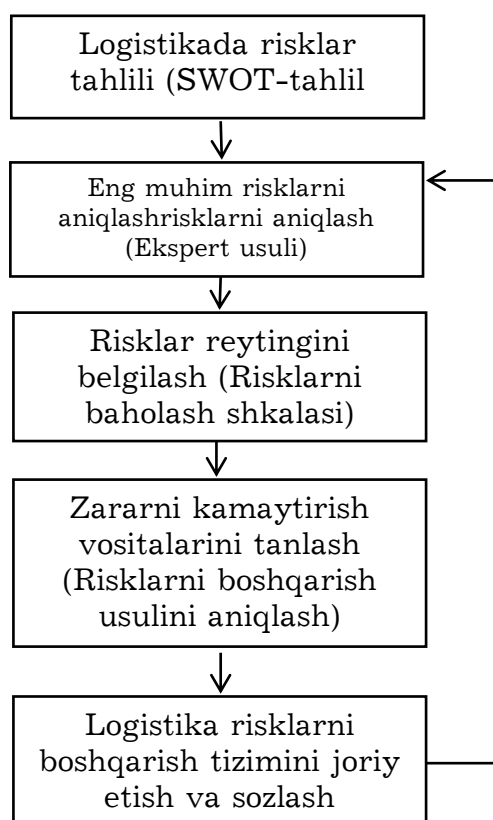 Logistikada risklar
tahlili (SWOT-tahlil
Eng muhim risklarni
aniqlashrisklarni aniqlash
(Ekspert usuli)
Risklar reytingini
belgilash (Risklarni
baholash shkalasi)
Zararni kamaytirish
vositalarini tanlash
(Risklarni boshqarish
usulini aniqlash)
Logistika risklarni
boshqarish tizimini joriy
etish va sozlash